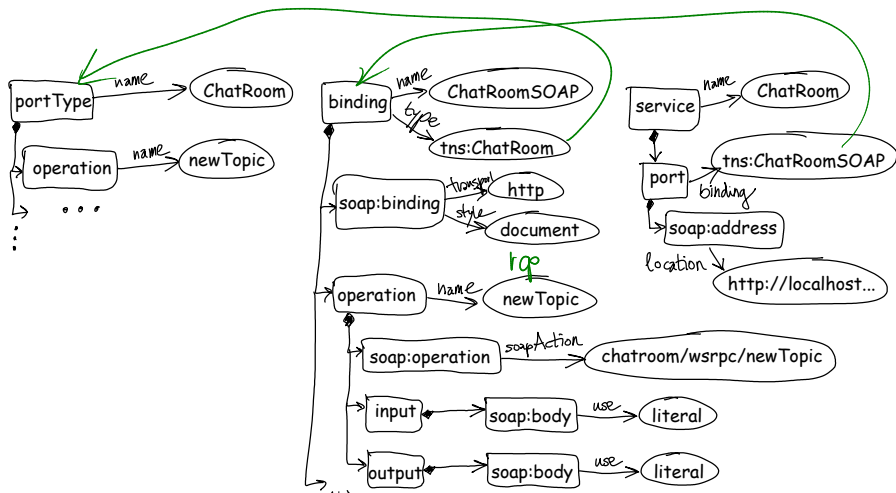 portType
name
ChatRoom
operation
name
newTopic
binding
name
ChatRoomSOAP
type
tns:ChatRoom
soap:binding
transport
http
style
document
rpc
operation
name
newTopic
soap:operation
soapAction
chatroom/wsrpc/newTopic
input
soap:body
use
literal
output
soap:body
use
literal
service
name
ChatRoom
port
binding
tns:ChatRoomSOAP
soap:address
location
http://localhost...